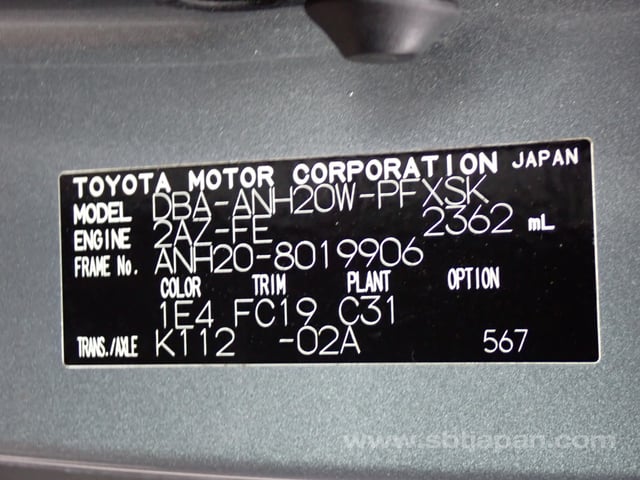 TOYOTA MOTOR CORPORATION JAPAN
MODEL DBA-ANH20W-PFXSK
ENGINE 2AZ-FE 2362 mL
FRAME No. ANH20-8019906
COLOR TRIM PLANT OPTION
1E4 FC19 C31
TRANS./AXLE K112 -02A 567
www.sbtjapan.com